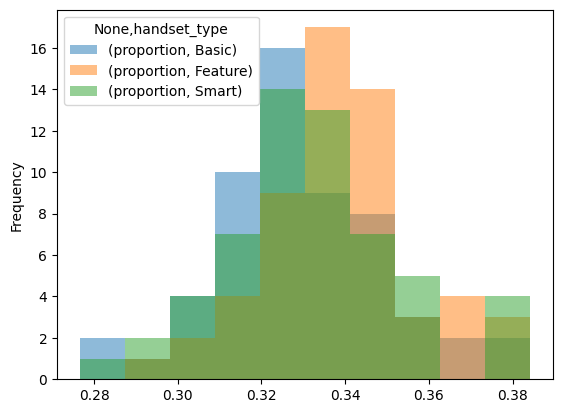 None,handset_type
(proportion, Basic)
(proportion, Feature)
(proportion, Smart)
Frequency
16
14
12
10
8
6
4
2
0
0.28 0.30 0.32 0.34 0.36 0.38